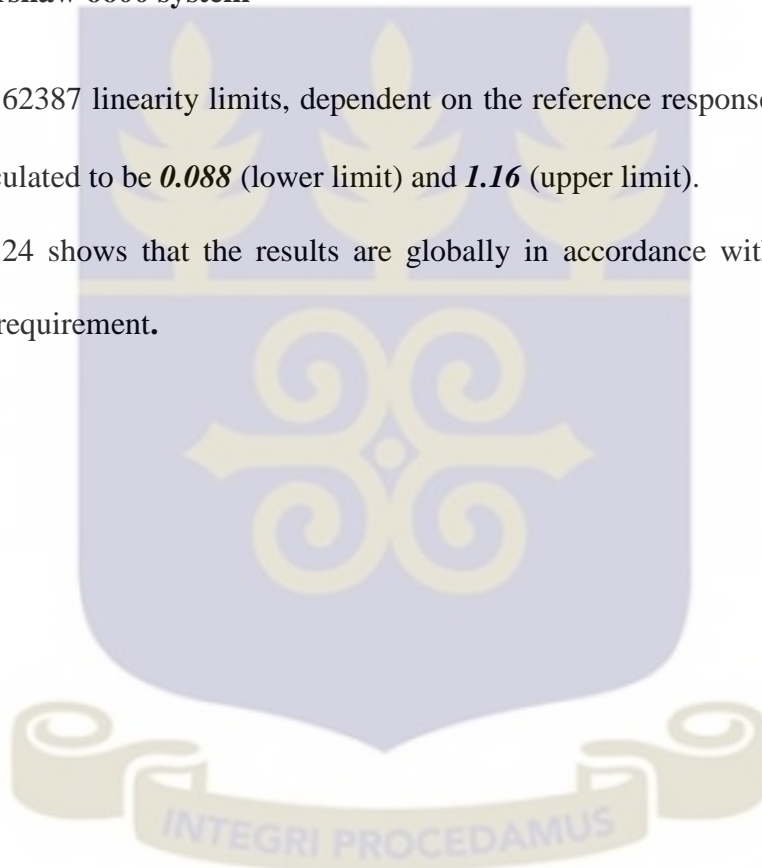 62387 linearity limits, dependent on the reference response
culated to be 0.088 (lower limit) and 1.16 (upper limit).
24 shows that the results are globally in accordance with
requirement.
INTEGRI PROCEDAMUS